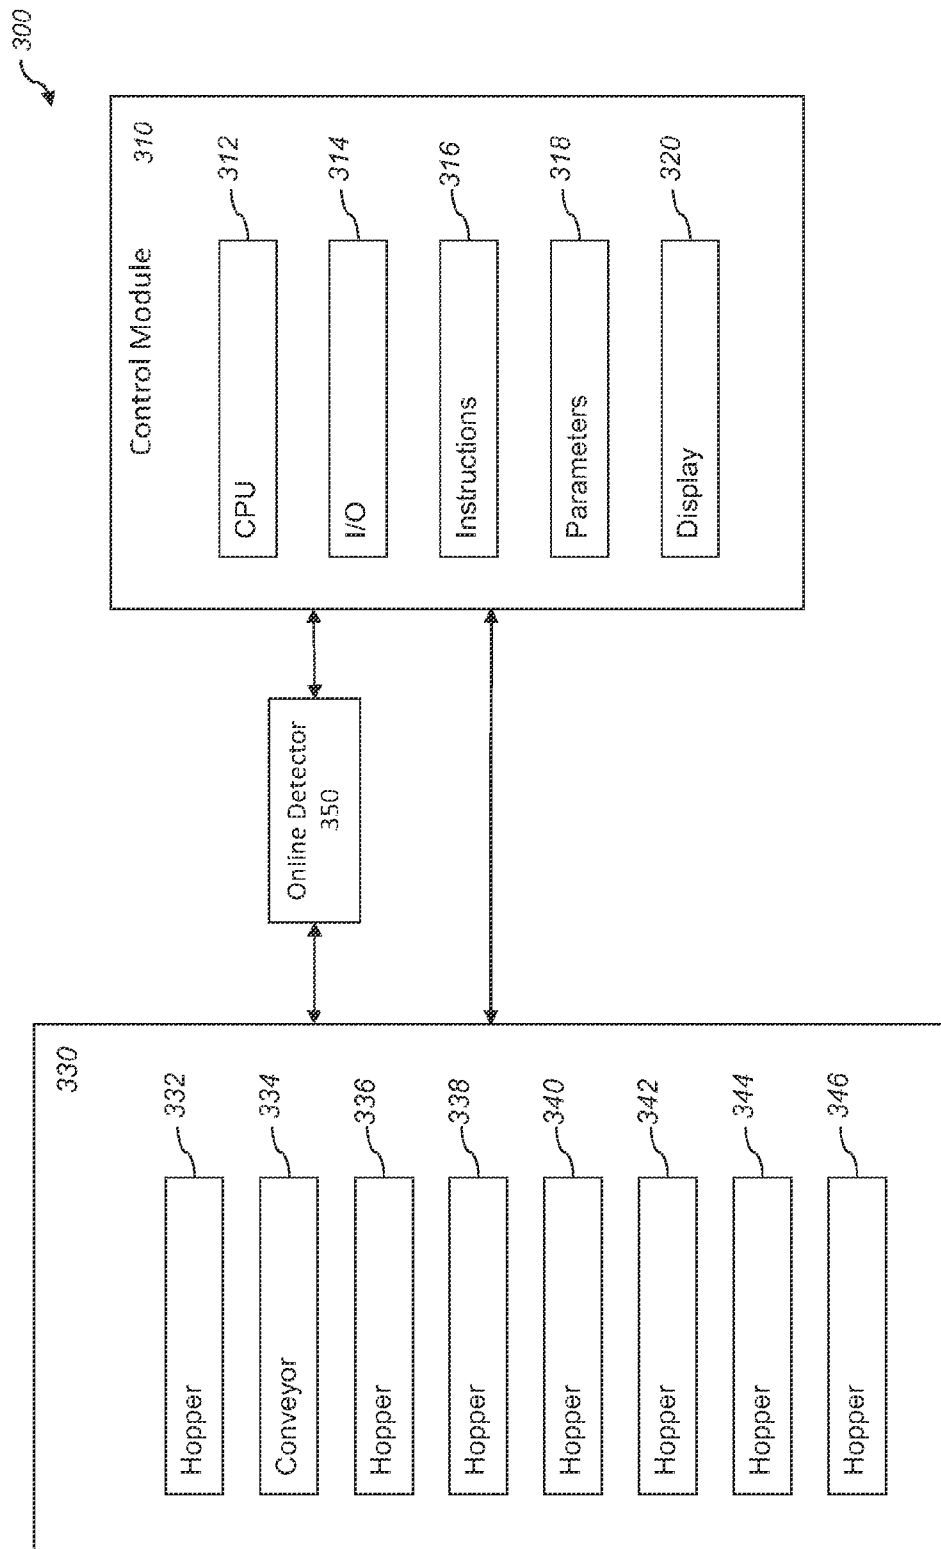 300
330
Hopper 332
Conveyor 334
Hopper 336
Hopper 338
Hopper 340
Hopper 342
Hopper 344
Hopper 346
Online Detector
350
Control Module 310
CPU 312
I/O 314
Instructions 316
Parameters 318
Display 320